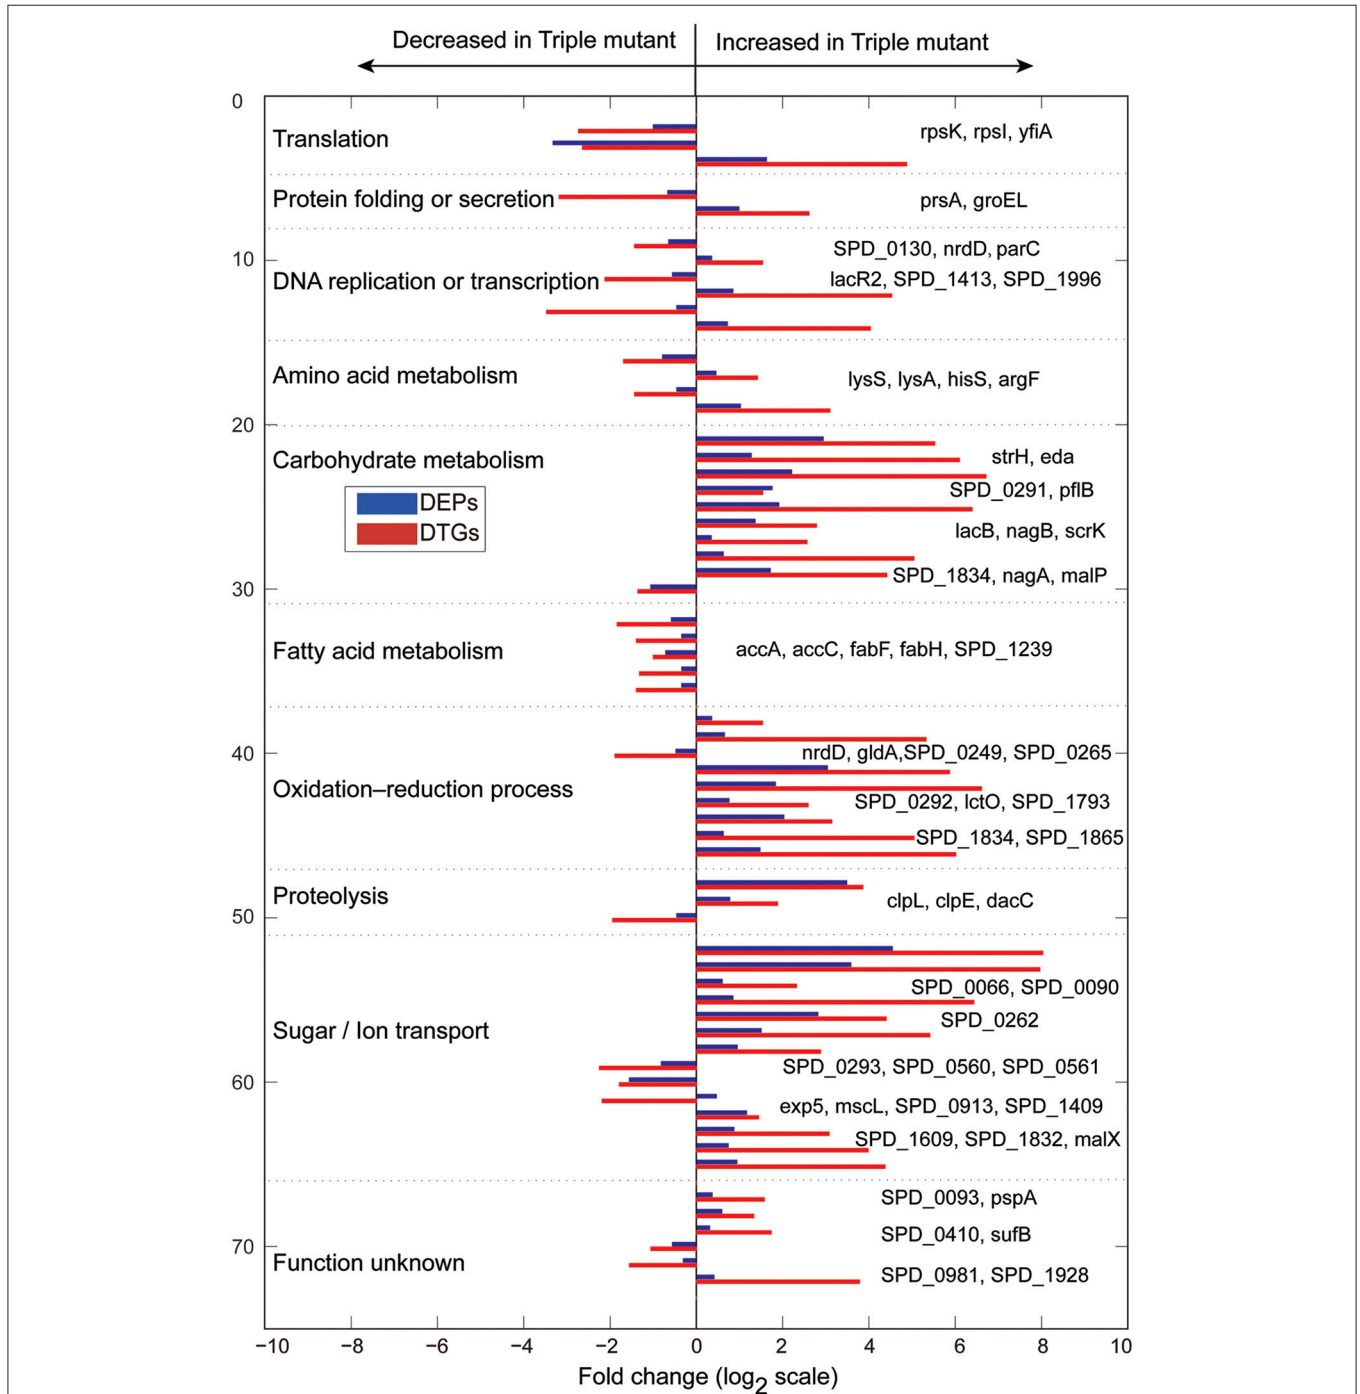 Decreased in Triple mutant
Increased in Triple mutant
0
Translation
rpsK, rpsI, yfiA
Protein folding or secretion
prsA, groEL
SPD_0130, nrdD, parC
10
DNA replication or transcription
lacR2, SPD_1413, SPD_1996
Amino acid metabolism
lysS, lysA, hisS, argF
20
Carbohydrate metabolism
strH, eda
SPD_0291, pflB
DEPs
DTGs
lacB, nagB, scrK
SPD_1834, nagA, malP
30
Fatty acid metabolism
accA, accC, fabF, fabH, SPD_1239
40
nrdD, gldA,SPD_0249, SPD_0265
Oxidation–reduction process
SPD_0292, lctO, SPD_1793
SPD_1834, SPD_1865
Proteolysis
clpL, clpE, dacC
50
SPD_0066, SPD_0090
SPD_0262
Sugar / Ion transport
SPD_0293, SPD_0560, SPD_0561
60
exp5, mscL, SPD_0913, SPD_1409
SPD_1609, SPD_1832, malX
SPD_0093, pspA
SPD_0410, sufB
70
Function unknown
SPD_0981, SPD_1928
−10 −8 −6 −4 −2 0 2 4 6 8 10
Fold change (log2 scale)